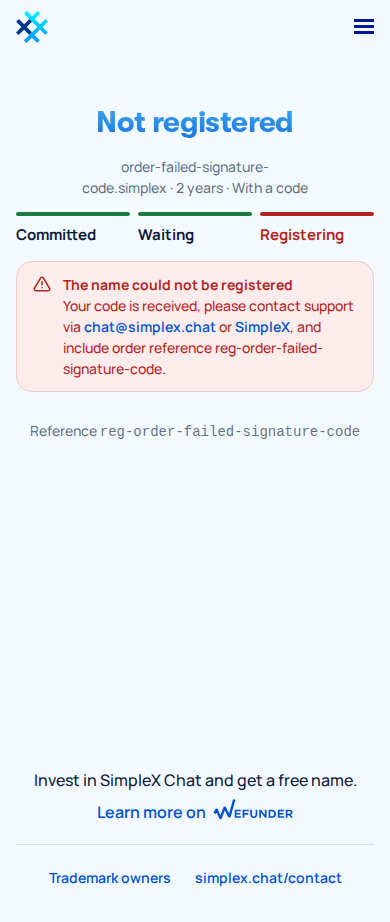 Not registered
order-failed-signature-
code.simplex · 2 years · With a code
Committed
Waiting
Registering
The name could not be registered
Your code is received, please contact support
via chat@simplex.chat or SimpleX, and
include order reference reg-order-failed-
signature-code.
Reference reg-order-failed-signature-code
Invest in SimpleX Chat and get a free name.
Learn more on WEFUNDER
Trademark owners
simplex.chat/contact